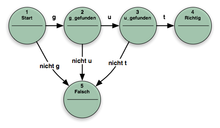 1
Start
g
2
g_gefunden
u
3
u_gefunden
t
4
Richtig
nicht g
nicht u
nicht t
5
Falsch